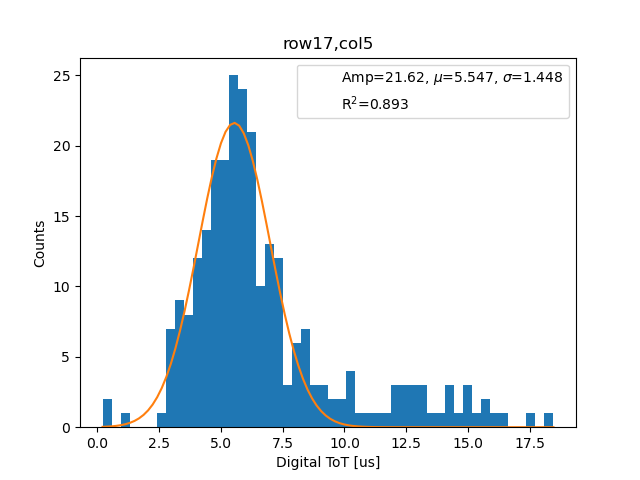 row17,col5
Amp=21.62, μ=5.547, σ=1.448
R²=0.893
Counts
25
20
15
10
5
0
0.0 2.5 5.0 7.5 10.0 12.5 15.0 17.5
Digital ToT [us]